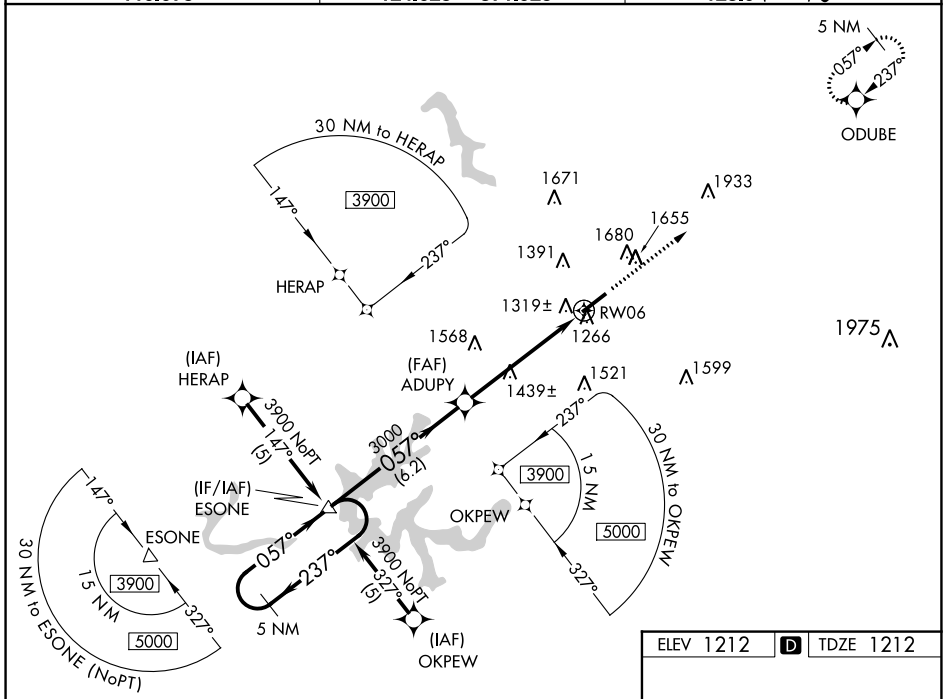 5 NM
057°
237°
ODUBE
30 NM to HERAP
147°
3900
237°
HERAP
1671
1933
1655
1680
1391
1319±
RW06
1266
1568
1975
(FAF)
ADUPY
1439±
1521
1599
(IAF)
HERAP
3900 NoPT
147°
(5)
3000
057°
(6.2)
237°
3900
15 NM
30 NM to OKPEW
OKPEW
5000
327°
(IF/IAF)
ESONE
147°
ESONE
3900
15 NM
327°
5000
30 NM to ESONE (NoPT)
057°
237°
5 NM
3900 NoPT
327°
(5)
(IAF)
OKPEW
ELEV 1212 D TDZE 1212